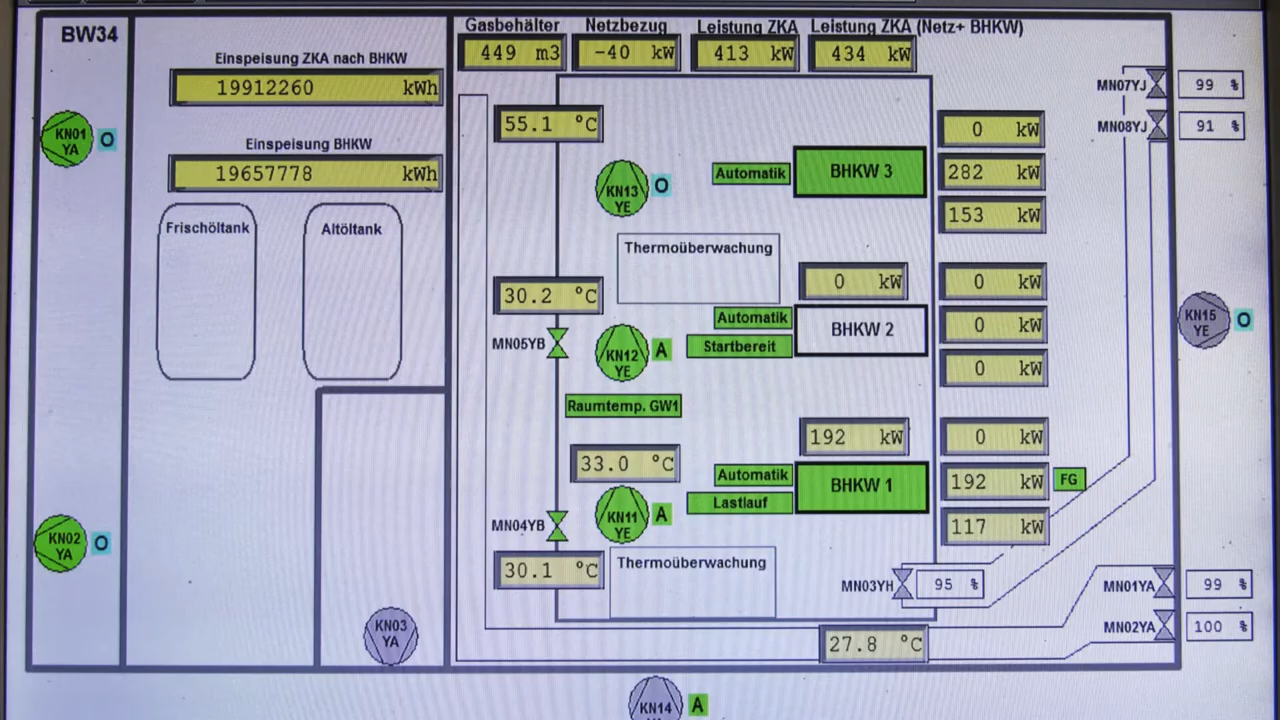 BW34
Gasbehälter
Netzbezug
Leistung ZKA
Leistung ZKA (Netz+ BHKW)
449 m3
-40 kW
413 kW
434 kW
Einspeisung ZKA nach BHKW
19912260 kWh
Einspeisung BHKW
19657778 kWh
KN01
YA
O
Frischöltank
Altöltank
KN02
YA
O
KN03
YA
55.1 °C
KN13
YE
O
Automatik
BHKW 3
0 kW
282 kW
153 kW
Thermoüberwachung
30.2 °C
MN05YB
KN12
YE
A
0 kW
Automatik
Startbereit
BHKW 2
0 kW
0 kW
0 kW
Raumtemp. GW1
33.0 °C
192 kW
Automatik
Lastlauf
BHKW 1
0 kW
192 kW
FG
117 kW
MN04YB
KN11
YE
A
30.1 °C
Thermoüberwachung
MN03YH
95 %
27.8 °C
MN07YJ
99 %
MN08YJ
91 %
KN15
YE
O
MN01YA
99 %
MN02YA
100 %
KN14
A